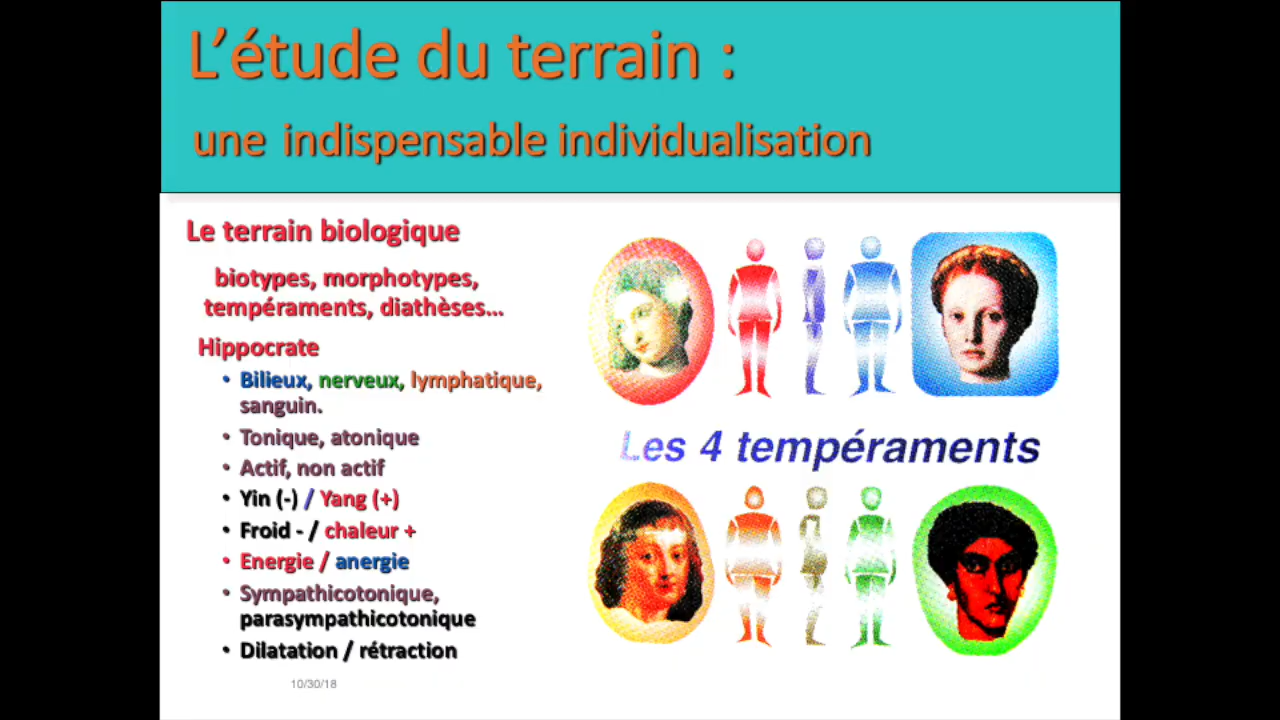 L’étude du terrain :
une indispensable individualisation
Le terrain biologique
biotypes, morphotypes,
tempéraments, diathèses…
Hippocrate
• Bilieux, nerveux, lymphatique,
sanguin.
• Tonique, atonique
• Actif, non actif
• Yin (-) / Yang (+)
• Froid - / chaleur +
• Energie / anergie
• Sympathicotonique,
parasympathicotonique
• Dilatation / rétraction
10/30/18
Les 4 tempéraments